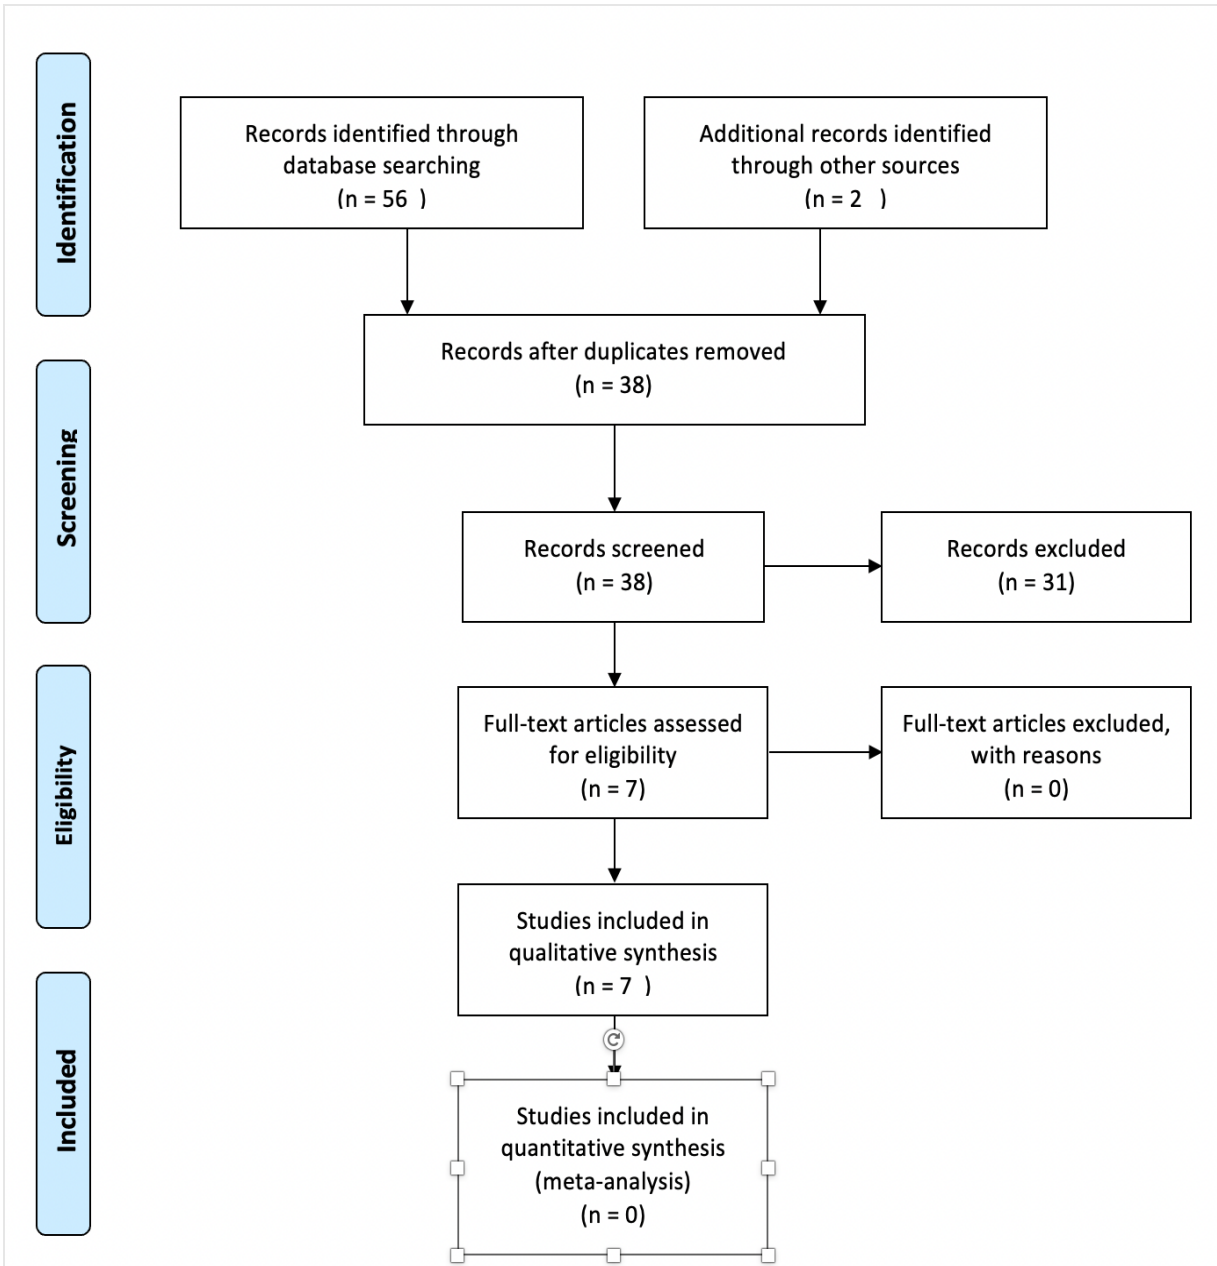 Identification
Records identified through
database searching
(n = 56  )
Additional records identified
through other sources
(n = 2   )
Records after duplicates removed
(n = 38)
Screening
Records screened
(n = 38)
Records excluded
(n = 31)
Eligibility
Full-text articles assessed
for eligibility
(n = 7)
Full-text articles excluded,
with reasons
(n = 0)
Studies included in
qualitative synthesis
(n = 7  )
Included
Studies included in
quantitative synthesis
(meta-analysis)
(n = 0)